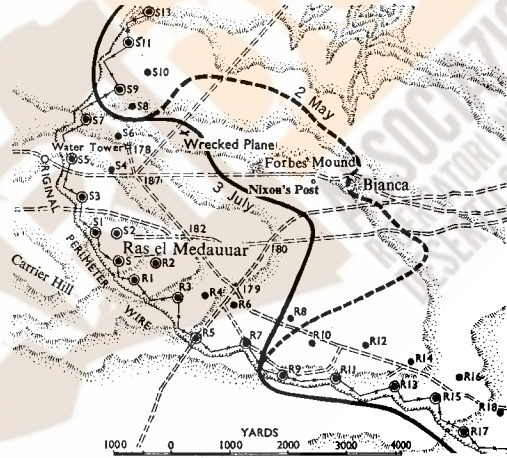 S13
S11
S10
S9
S8
S7
S6
Water Tower
178
S5
S4
187
ORIGINAL
PERIMETER
WIRE
S3
S1
S2
S
R1
R2
Ras el Medauuar
Carrier Hill
2 May
Wrecked Plane
Forbes' Mound
Nixon's Post
Bianca
3 July
182
180
179
R3
R4
R6
R5
R7
R8
R10
R12
R14
R16
R18
R9
R11
R13
R15
R17
YARDS
1000 0 1000 2000 3000 4000